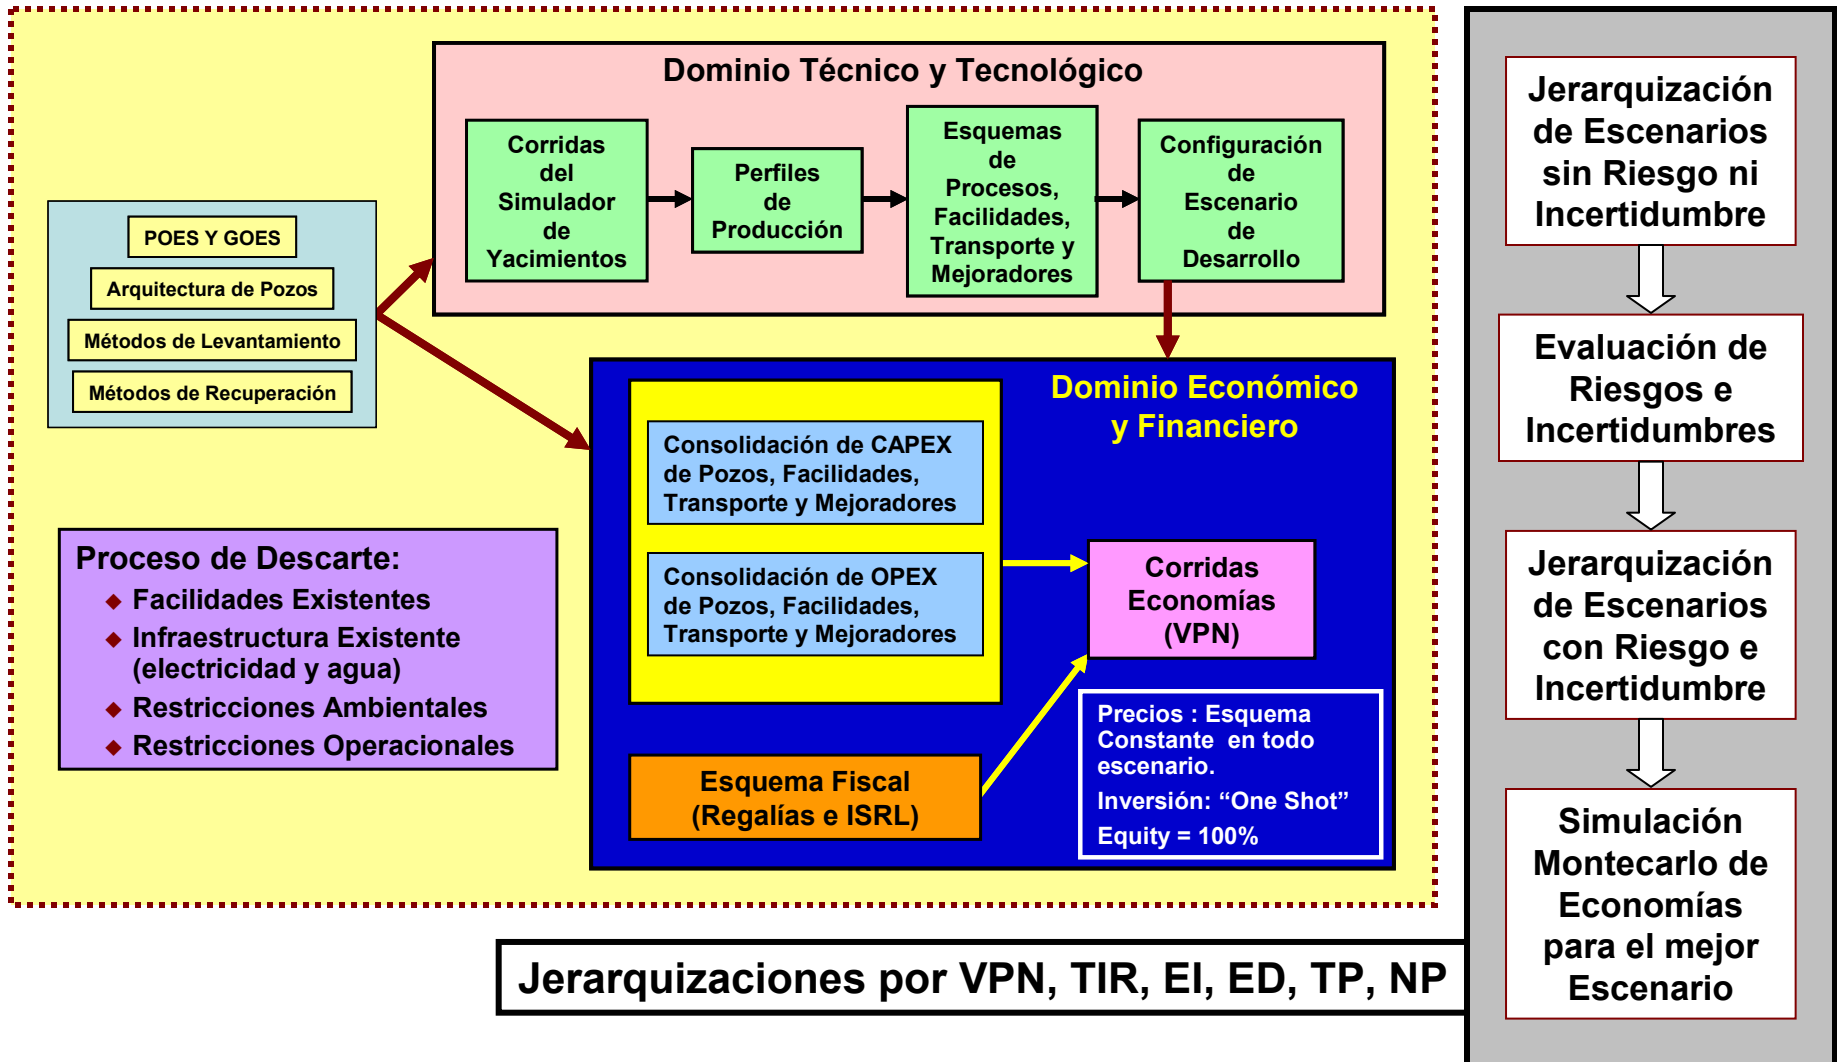 Dominio Técnico y Tecnológico
Corridas
del
Simulador
de
Yacimientos
Perfiles
de
Producción
Esquemas
de
Procesos,
Facilidades,
Transporte y
Mejoradores
Configuración
de
Escenario
de
Desarrollo
POES Y GOES
Arquitectura de Pozos
Métodos de Levantamiento
Métodos de Recuperación
Dominio Económico
y Financiero
Consolidación de CAPEX
de Pozos, Facilidades,
Transporte y Mejoradores
Consolidación de OPEX
de Pozos, Facilidades,
Transporte y Mejoradores
Corridas
Economías
(VPN)
Esquema Fiscal
(Regalías e ISRL)
Precios : Esquema
Constante en todo
escenario.
Inversión: “One Shot”
Equity = 100%
Proceso de Descarte:
◆ Facilidades Existentes
◆ Infraestructura Existente
(electricidad y agua)
◆ Restricciones Ambientales
◆ Restricciones Operacionales
Jerarquizaciones por VPN, TIR, EI, ED, TP, NP
Jerarquización
de Escenarios
sin Riesgo ni
Incertidumbre
Evaluación de
Riesgos e
Incertidumbres
Jerarquización
de Escenarios
con Riesgo e
Incertidumbre
Simulación
Montecarlo de
Economías
para el mejor
Escenario